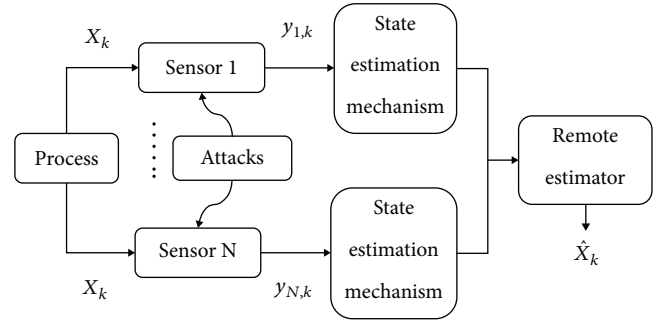 X_k
Sensor 1
y_{1,k}
State
estimation
mechanism
Process
Attacks
Remote
estimator
X̂_k
X_k
Sensor N
y_{N,k}
State
estimation
mechanism